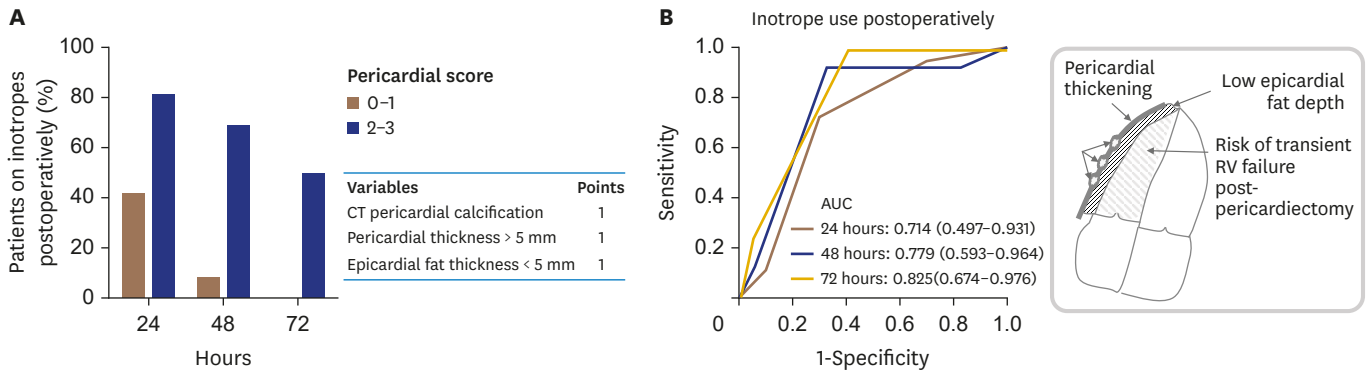 A
Patients on inotropes
postoperatively (%)
100
80
60
40
20
0
24
48
72
Hours
Pericardial score
0–1
2–3
Variables Points
CT pericardial calcification 1
Pericardial thickness > 5 mm 1
Epicardial fat thickness < 5 mm 1
B
Inotrope use postoperatively
Sensitivity
1.0
0.8
0.6
0.4
0.2
0
0.2
0.4
0.6
0.8
1.0
1-Specificity
AUC
24 hours: 0.714 (0.497–0.931)
48 hours: 0.779 (0.593–0.964)
72 hours: 0.825(0.674–0.976)
Pericardial
thickening
Low epicardial
fat depth
Risk of transient
RV failure
post-
pericardiectomy